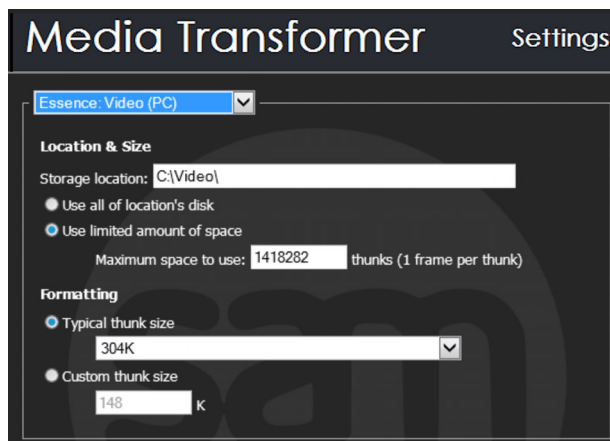 Media Transformer Settings
Essence: Video (PC)
Location & Size
Storage location: C:\Video\
Use all of location's disk
Use limited amount of space
Maximum space to use: 1418282 thunks (1 frame per thunk)
Formatting
Typical thunk size
304K
Custom thunk size
148 K
sam